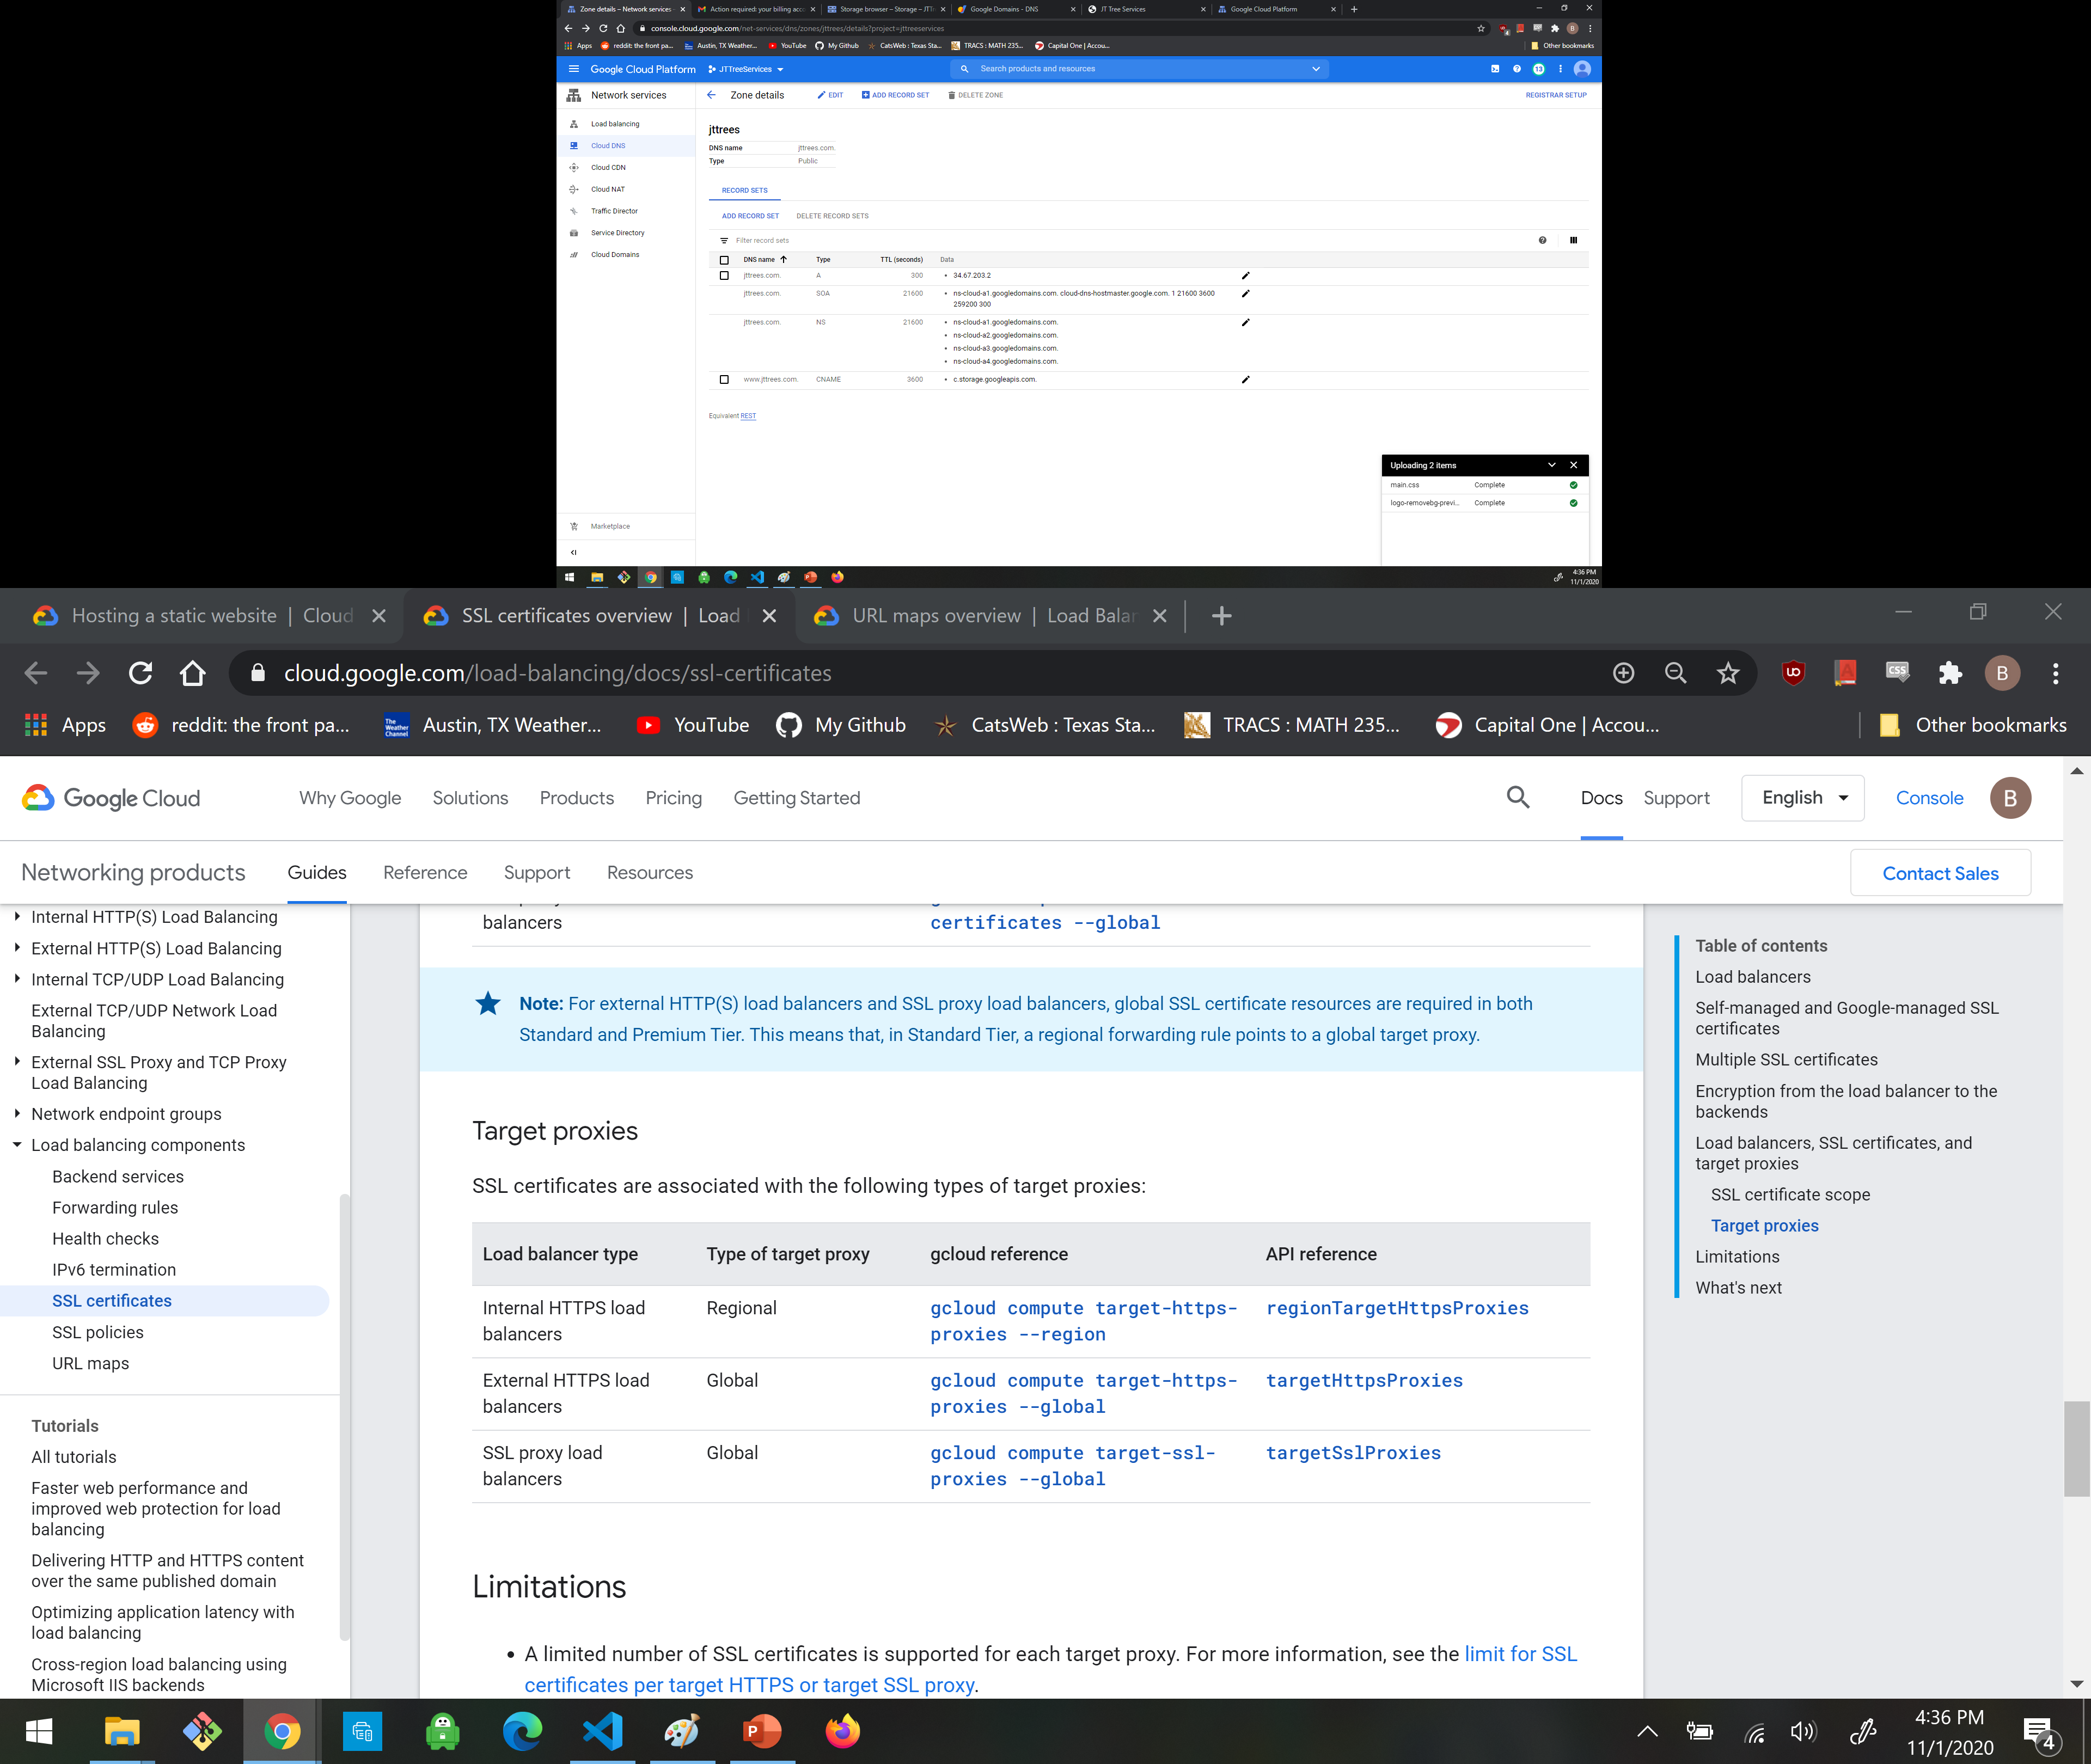 Zone details – Network services
Action required: your billing acc
Storage browser – Storage – JTT
Google Domains - DNS
JT Tree Services
Google Cloud Platform
console.cloud.google.com/net-services/dns/zones/jttrees/details?project=jttreeservices
Apps
reddit: the front pa...
Austin, TX Weather...
YouTube
My Github
CatsWeb : Texas Sta...
TRACS : MATH 235...
Capital One | Accou...
Other bookmarks
Google Cloud Platform
JTTreeServices
Search products and resources
13
B
Network services
Zone details
EDIT
ADD RECORD SET
DELETE ZONE
REGISTRAR SETUP
Load balancing
Cloud DNS
Cloud CDN
Cloud NAT
Traffic Director
Service Directory
Cloud Domains
Marketplace
jttrees
DNS name jttrees.com.
Type Public
RECORD SETS
ADD RECORD SET DELETE RECORD SETS
Filter record sets
DNS name Type TTL (seconds) Data
jttrees.com. A 300 34.67.203.2
jttrees.com. SOA 21600 ns-cloud-a1.googledomains.com. cloud-dns-hostmaster.google.com. 1 21600 3600
259200 300
jttrees.com. NS 21600 ns-cloud-a1.googledomains.com.
ns-cloud-a2.googledomains.com.
ns-cloud-a3.googledomains.com.
ns-cloud-a4.googledomains.com.
www.jttrees.com. CNAME 3600 c.storage.googleapis.com.
Equivalent REST
Uploading 2 items
main.css Complete
logo-removebg-previ... Complete
4:36 PM
11/1/2020
Hosting a static website | Cloud
SSL certificates overview | Load
URL maps overview | Load Balan
cloud.google.com/load-balancing/docs/ssl-certificates
B
Apps
reddit: the front pa...
Austin, TX Weather...
YouTube
My Github
CatsWeb : Texas Sta...
TRACS : MATH 235...
Capital One | Accou...
Other bookmarks
Google Cloud
Why Google
Solutions
Products
Pricing
Getting Started
Docs
Support
English
Console
B
Networking products
Guides
Reference
Support
Resources
Contact Sales
Internal HTTP(S) Load Balancing
External HTTP(S) Load Balancing
Internal TCP/UDP Load Balancing
External TCP/UDP Network Load
Balancing
External SSL Proxy and TCP Proxy
Load Balancing
Network endpoint groups
Load balancing components
Backend services
Forwarding rules
Health checks
IPv6 termination
SSL certificates
SSL policies
URL maps
Tutorials
All tutorials
Faster web performance and
improved web protection for load
balancing
Delivering HTTP and HTTPS content
over the same published domain
Optimizing application latency with
load balancing
Cross-region load balancing using
Microsoft IIS backends
balancers certificates --global
Note: For external HTTP(S) load balancers and SSL proxy load balancers, global SSL certificate resources are required in both
Standard and Premium Tier. This means that, in Standard Tier, a regional forwarding rule points to a global target proxy.
Target proxies
SSL certificates are associated with the following types of target proxies:
Load balancer type Type of target proxy gcloud reference API reference
Internal HTTPS load Regional gcloud compute target-https- regionTargetHttpsProxies
balancers proxies --region
External HTTPS load Global gcloud compute target-https- targetHttpsProxies
balancers proxies --global
SSL proxy load Global gcloud compute target-ssl- targetSslProxies
balancers proxies --global
Limitations
• A limited number of SSL certificates is supported for each target proxy. For more information, see the limit for SSL
certificates per target HTTPS or target SSL proxy.
Table of contents
Load balancers
Self-managed and Google-managed SSL
certificates
Multiple SSL certificates
Encryption from the load balancer to the
backends
Load balancers, SSL certificates, and
target proxies
SSL certificate scope
Target proxies
Limitations
What's next
4:36 PM
11/1/2020
4